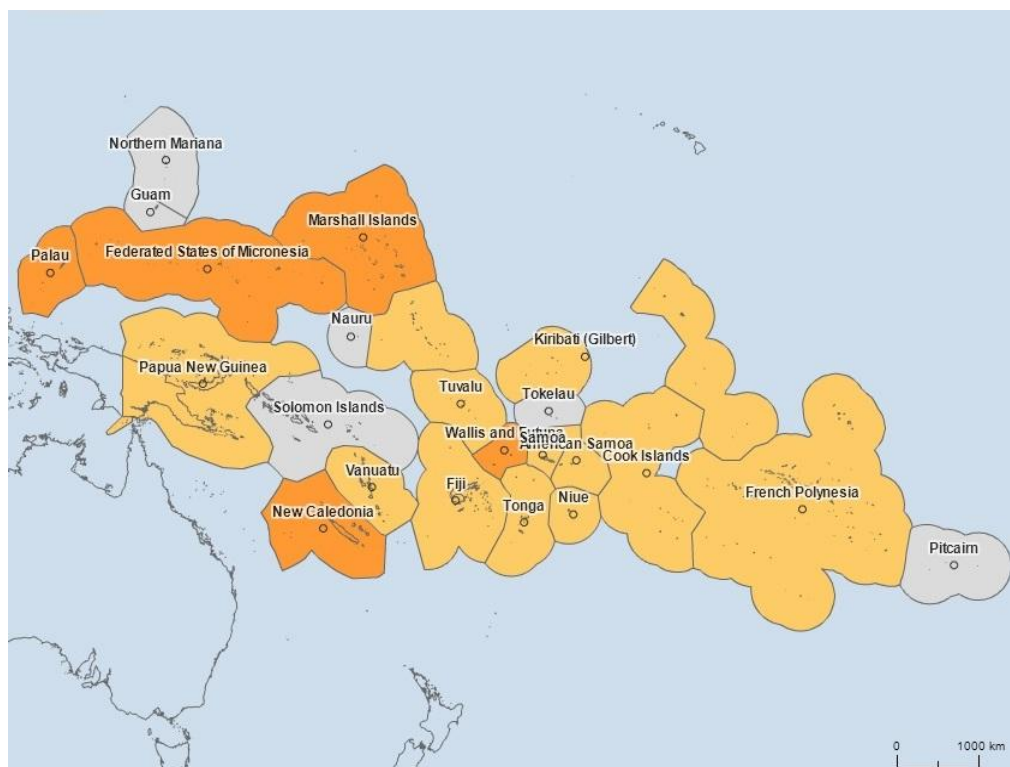 Northern Mariana
Guam
Marshall Islands
Palau
Federated States of Micronesia
Nauru
Kiribati (Gilbert)
Papua New Guinea
Tuvalu
Tokelau
Solomon Islands
Wallis and Futuna
Samoa
American Samoa
Cook Islands
Vanuatu
Fiji
French Polynesia
New Caledonia
Tonga
Niue
Pitcairn
0 1000 km